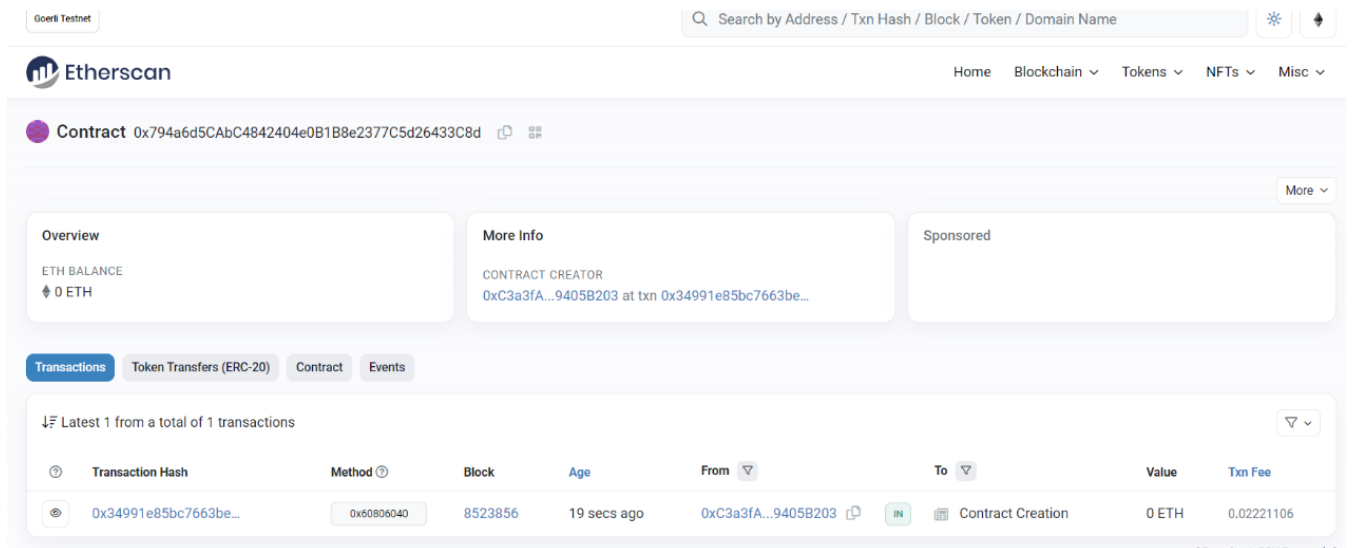 Goerli Testnet
Search by Address / Txn Hash / Block / Token / Domain Name
Etherscan
Home Blockchain Tokens NFTs Misc
Contract 0x794a6d5CAbC4842404e0B1B8e2377C5d26433C8d
More
Overview
ETH BALANCE
0 ETH
More Info
CONTRACT CREATOR
0xC3a3fA...9405B203 at txn 0x34991e85bc7663be...
Sponsored
Transactions Token Transfers (ERC-20) Contract Events
Latest 1 from a total of 1 transactions
Transaction Hash Method Block Age From To Value Txn Fee
0x34991e85bc7663be... 0x60806040 8523856 19 secs ago 0xC3a3fA...9405B203 IN Contract Creation 0 ETH 0.02221106